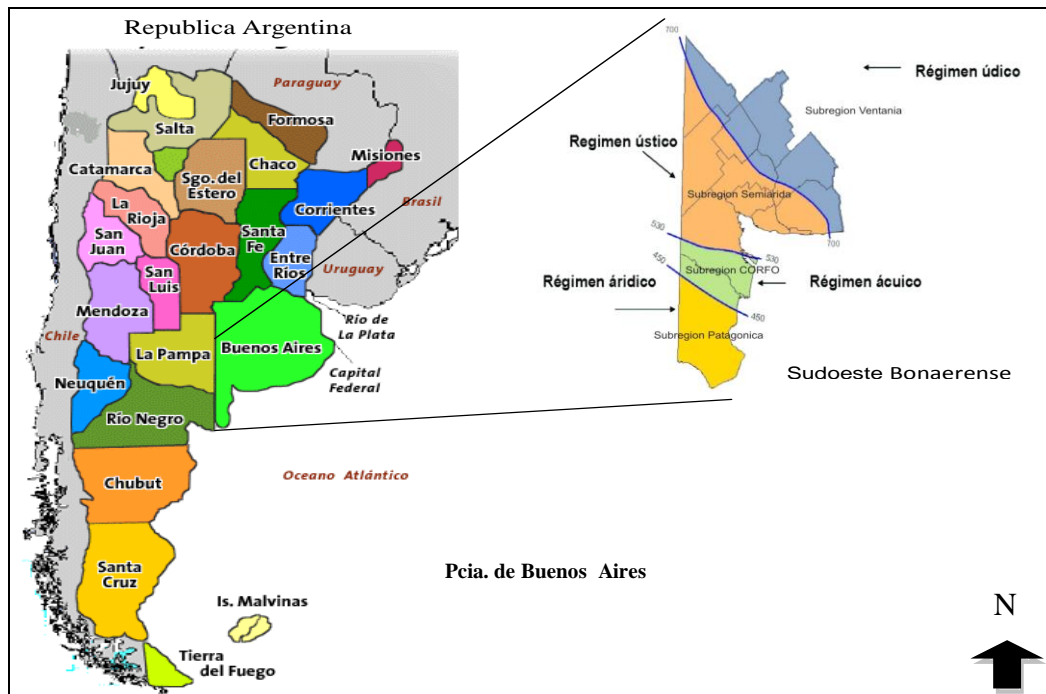 Republica Argentina
Jujuy
Paraguay
Salta
Formosa
Misiones
Catamarca
Chaco
Sgo. del
Estero
La
Rioja
Corrientes
Brasil
San
Juan
Córdoba
Santa
Fe
Entre
Ríos
Uruguay
San
Luis
Mendoza
Río de
La Plata
Chile
La Pampa
Buenos Aires
Capital
Federal
Neuquén
Río Negro
Oceano Atlántico
Chubut
Santa
Cruz
Is. Malvinas
Tierra
del Fuego
Pcia. de Buenos Aires
700
Régimen údico
Subregion Ventania
Regimen ústico
Subregion Semiarida
700
530
530
450
Subregion CORFO
Régimen áridico
Régimen ácuico
450
Subregion Patagonica
Sudoeste Bonaerense
N